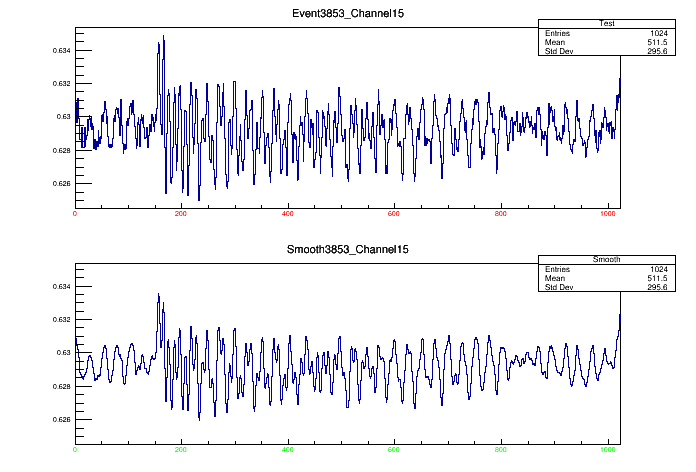 Event3853_Channel15
Test
Entries 1024
Mean 511.5
Std Dev 295.6
0.634
0.632
0.63
0.628
0.626
0 200 400 600 800 1000
Smooth3853_Channel15
Smooth
Entries 1024
Mean 511.5
Std Dev 295.6
0.634
0.632
0.63
0.628
0.626
0 200 400 600 800 1000